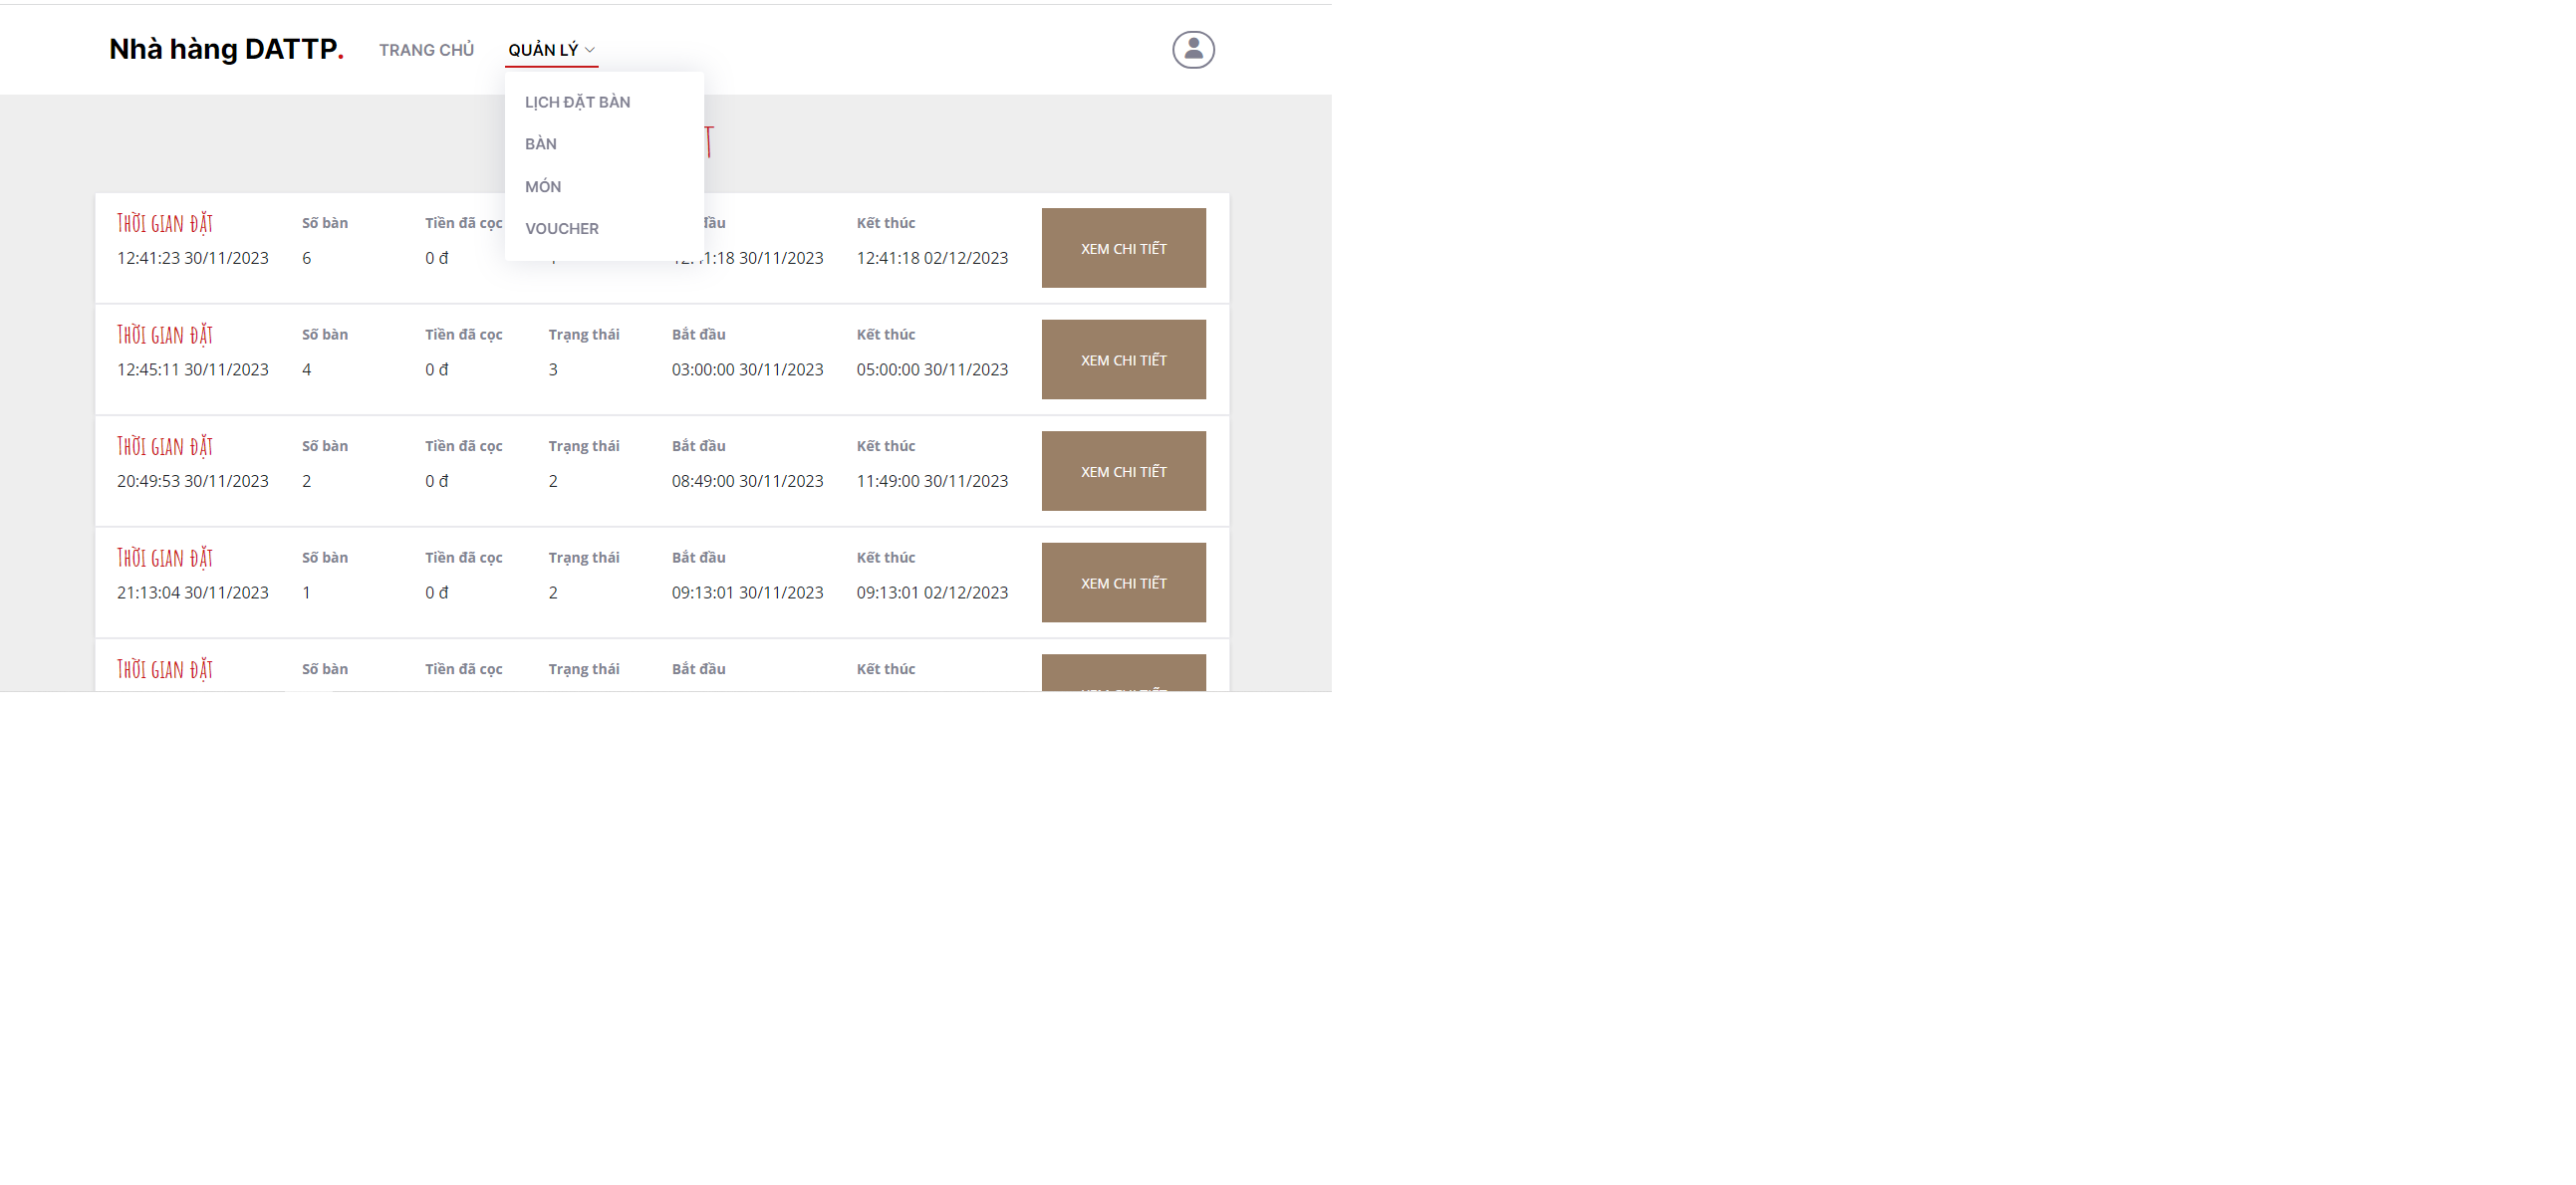 Nhà hàng DATTP. TRANG CHỦ QUẢN LÝ
LỊCH ĐẶT BÀN
BÀN
MÓN
VOUCHER
THỜI GIAN ĐẶT Số bàn Tiền đã cọc Kết thúc
12:41:23 30/11/2023 6 0 đ 30/11/2023 12:41:18 02/12/2023
XEM CHI TIẾT
THỜI GIAN ĐẶT Số bàn Tiền đã cọc Trạng thái Bắt đầu Kết thúc
12:45:11 30/11/2023 4 0 đ 3 03:00:00 30/11/2023 05:00:00 30/11/2023
XEM CHI TIẾT
THỜI GIAN ĐẶT Số bàn Tiền đã cọc Trạng thái Bắt đầu Kết thúc
20:49:53 30/11/2023 2 0 đ 2 08:49:00 30/11/2023 11:49:00 30/11/2023
XEM CHI TIẾT
THỜI GIAN ĐẶT Số bàn Tiền đã cọc Trạng thái Bắt đầu Kết thúc
21:13:04 30/11/2023 1 0 đ 2 09:13:01 30/11/2023 09:13:01 02/12/2023
XEM CHI TIẾT
THỜI GIAN ĐẶT Số bàn Tiền đã cọc Trạng thái Bắt đầu Kết thúc